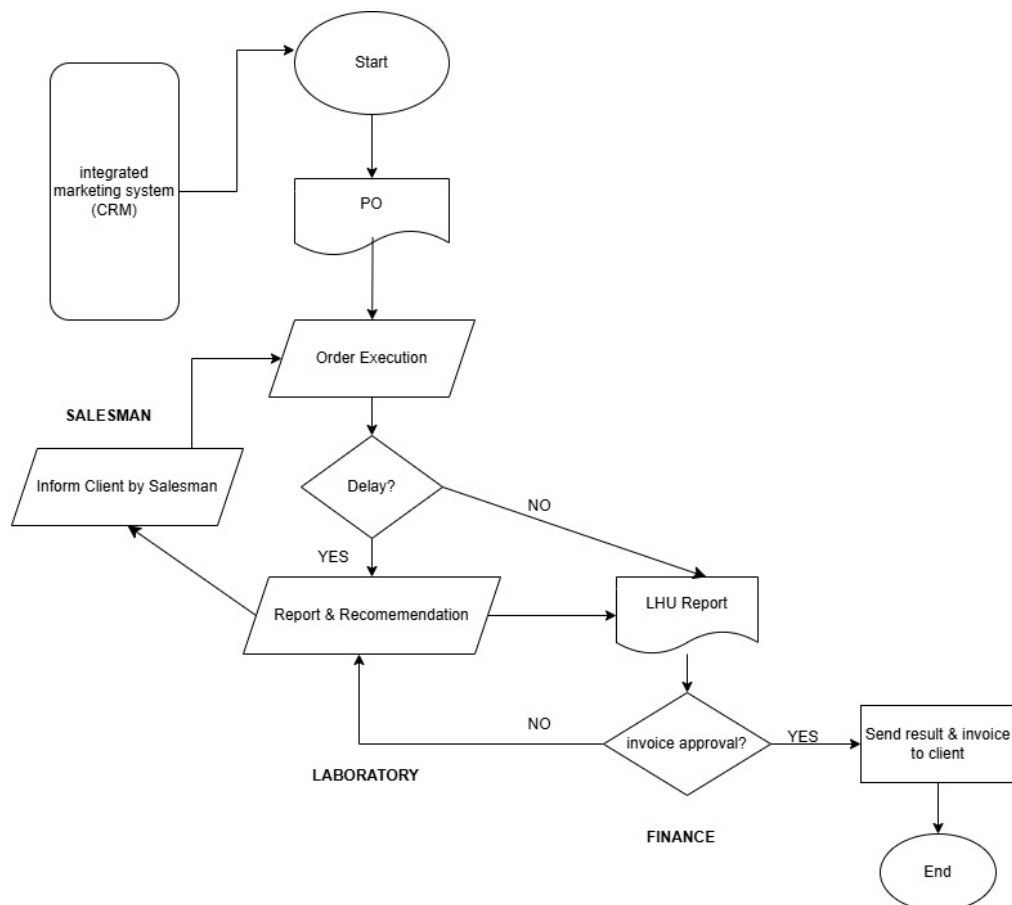 Start
integrated
marketing system
(CRM)
PO
Order Execution
SALESMAN
Inform Client by Salesman
Delay?
NO
YES
Report & Recomemendation
LHU Report
NO
invoice approval?
YES
Send result & invoice
to client
LABORATORY
FINANCE
End